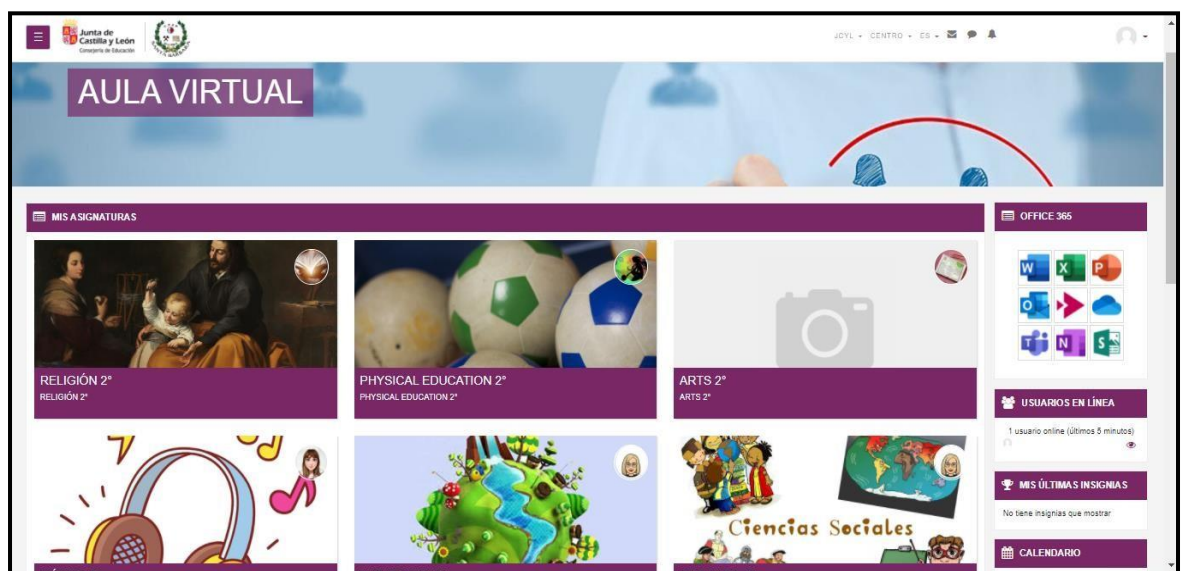 Junta de
Castilla y León
Consejería de Educación
JCYL
CENTRO
ES
AULA VIRTUAL
MIS ASIGNATURAS
RELIGIÓN 2º
RELIGIÓN 2º
PHYSICAL EDUCATION 2º
PHYSICAL EDUCATION 2º
ARTS 2º
ARTS 2º
Ciencias Sociales
OFFICE 365
W
X
P
O
T
N
S
USUARIOS EN LÍNEA
1 usuario online (últimos 5 minutos)
MIS ÚLTIMAS INSIGNIAS
No tiene insignias que mostrar
CALENDARIO